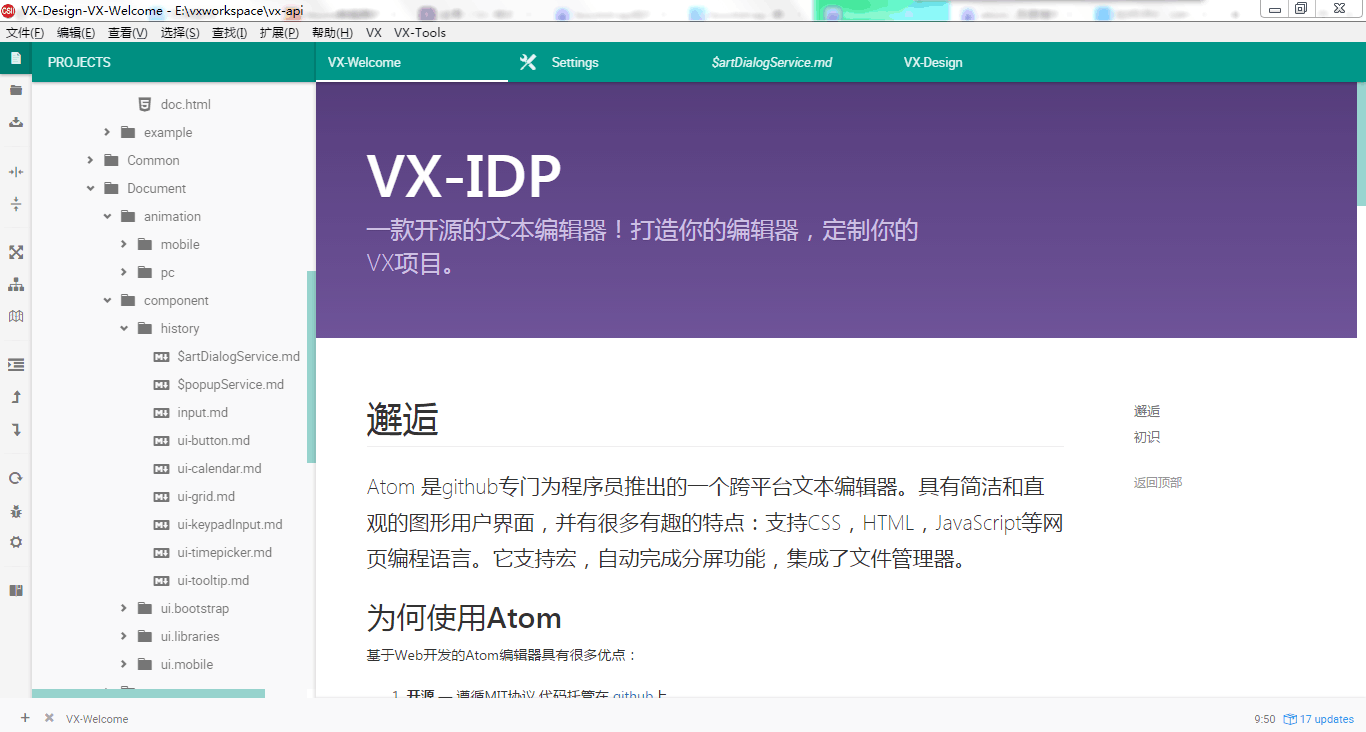 VX-Design-VX-Welcome - E:\vxworkspace\vx-api
文件(F) 编辑(E) 查看(V) 选择(S) 查找(I) 扩展(P) 帮助(H) VX VX-Tools
PROJECTS
VX-Welcome Settings $artDialogService.md VX-Design
doc.html
example
Common
Document
animation
mobile
pc
component
history
$artDialogService.md
$popupService.md
input.md
ui-button.md
ui-calendar.md
ui-grid.md
ui-keypadInput.md
ui-timepicker.md
ui-tooltip.md
ui.bootstrap
ui.libraries
ui.mobile
VX-IDP
一款开源的文本编辑器！打造你的编辑器，定制你的
VX项目。
邂逅
Atom 是github专门为程序员推出的一个跨平台文本编辑器。具有简洁和直
观的图形用户界面，并有很多有趣的特点：支持CSS，HTML，JavaScript等网
页编程语言。它支持宏，自动完成分屏功能，集成了文件管理器。
为何使用Atom
基于Web开发的Atom编辑器具有很多优点：
1. 开源 — 遵循MIT协议,代码托管在 github上
邂逅
初识
返回顶部
VX-Welcome
9:50 17 updates